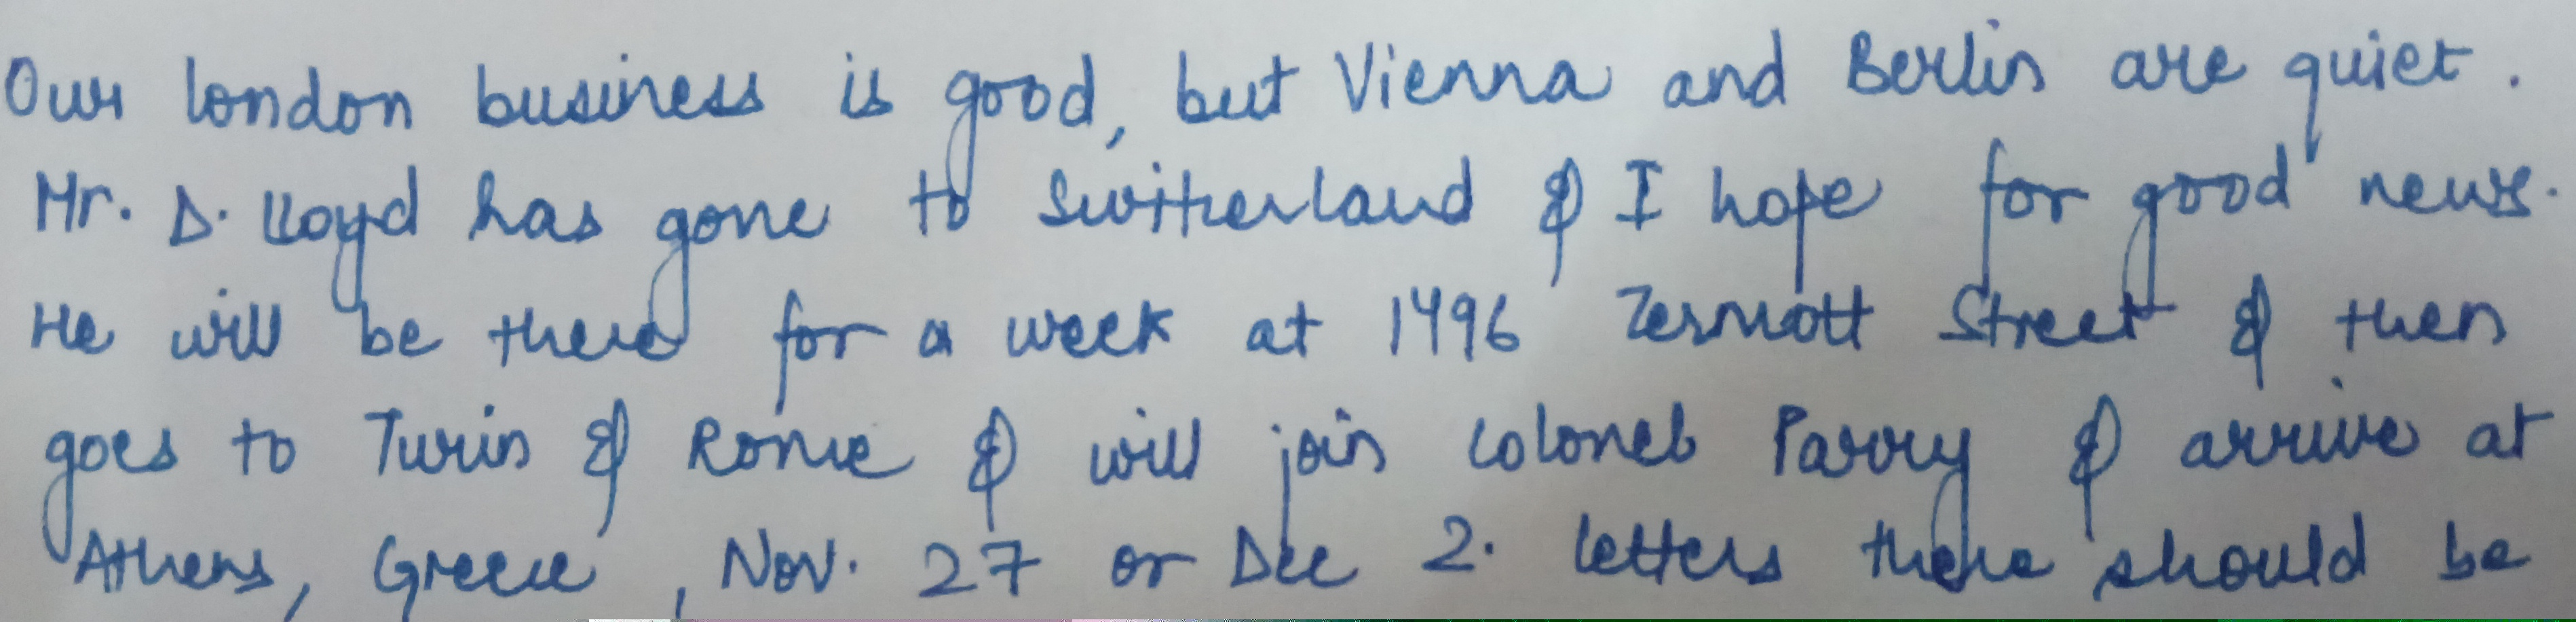 Our london business is good, but Vienna and Berlin are quiet.
Mr. D. Lloyd has gone to Switherland & I hope for good news.
He will be there for a week at 1496 Zermott Street & then
goes to Turin & Rome & will join Colonel Parry & arrive at
Athens, Greece, Nov. 27 or Dec 2. letters there should be